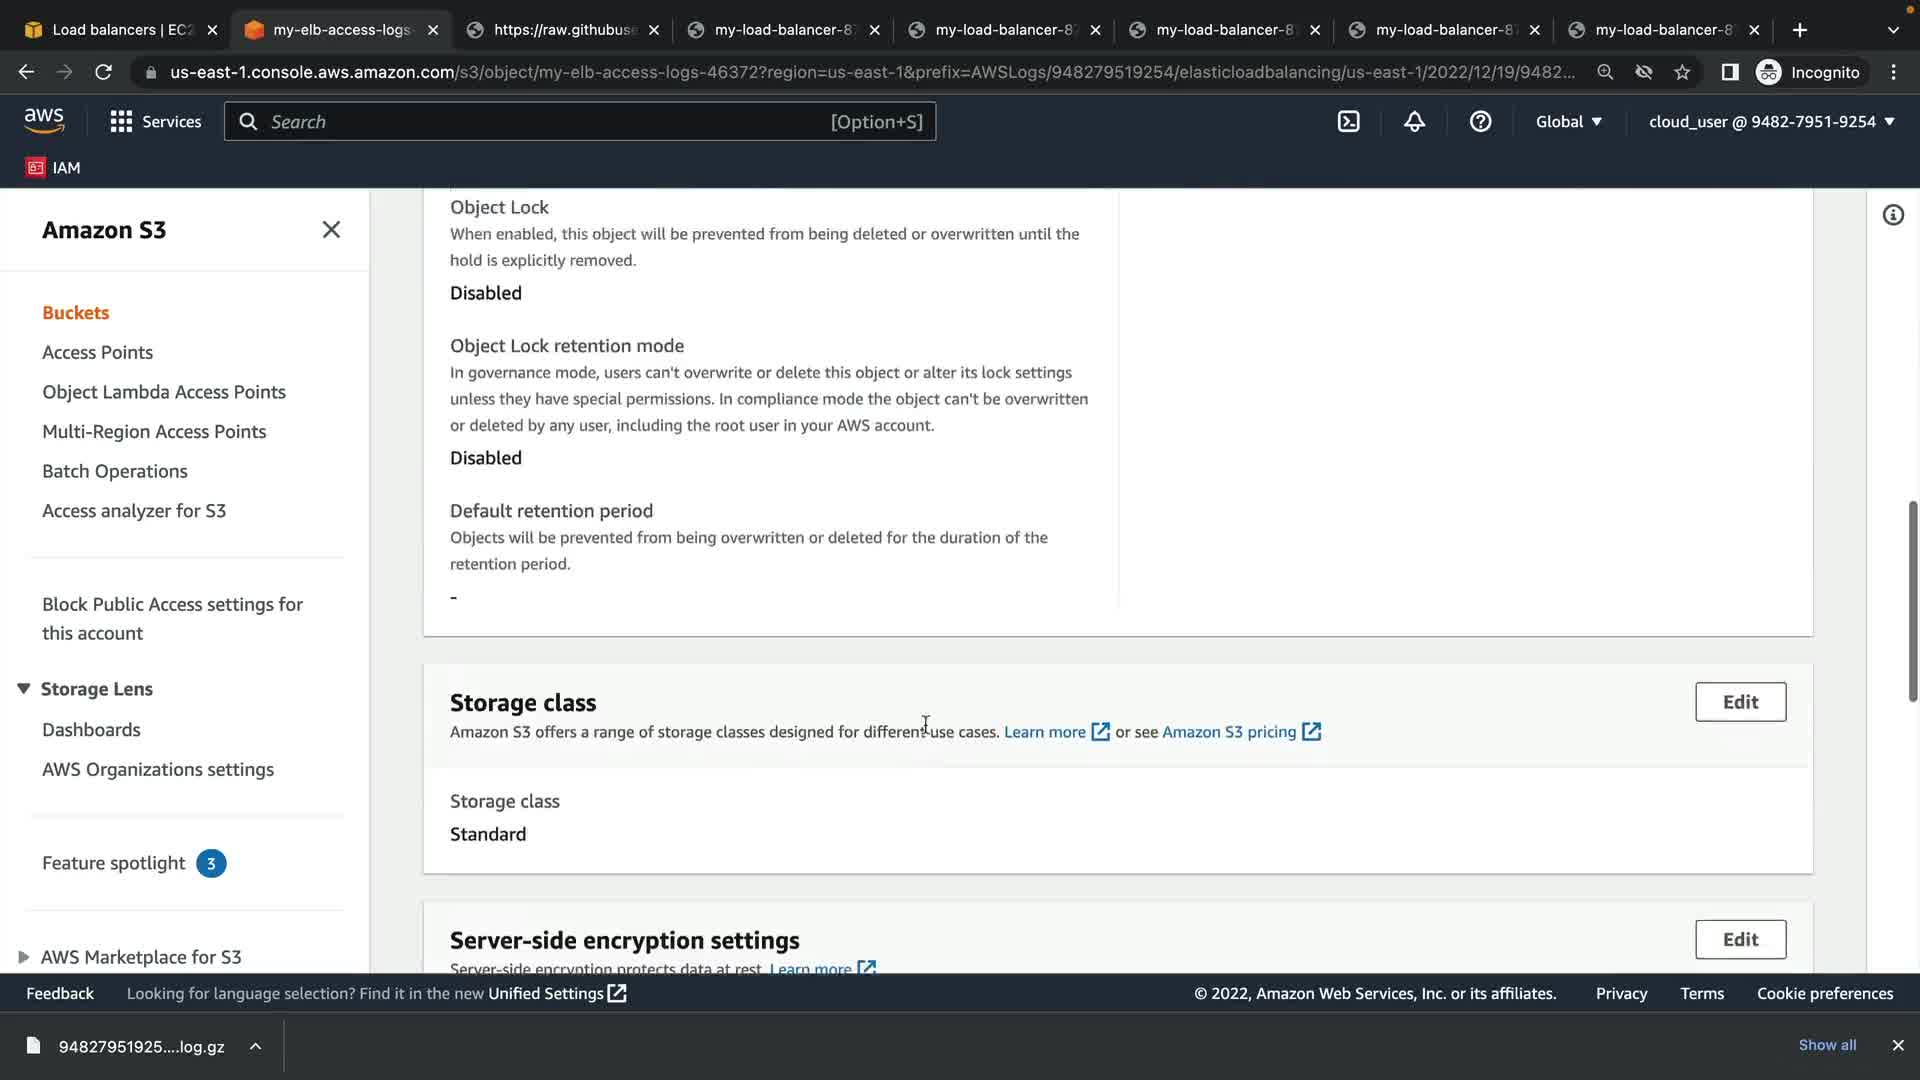 Load balancers | EC2
my-elb-access-logs-
https://raw.githubuse
my-load-balancer-87
my-load-balancer-87
my-load-balancer-8
my-load-balancer-87
my-load-balancer-8
us-east-1.console.aws.amazon.com/s3/object/my-elb-access-logs-46372?region=us-east-1&prefix=AWSLogs/948279519254/elasticloadbalancing/us-east-1/2022/12/19/9482...
Incognito
aws
Services
Search
[Option+S]
Global
cloud_user @ 9482-7951-9254
IAM
Amazon S3
Buckets
Access Points
Object Lambda Access Points
Multi-Region Access Points
Batch Operations
Access analyzer for S3
Block Public Access settings for
this account
Storage Lens
Dashboards
AWS Organizations settings
Feature spotlight 3
AWS Marketplace for S3
Object Lock
When enabled, this object will be prevented from being deleted or overwritten until the
hold is explicitly removed.
Disabled
Object Lock retention mode
In governance mode, users can't overwrite or delete this object or alter its lock settings
unless they have special permissions. In compliance mode the object can't be overwritten
or deleted by any user, including the root user in your AWS account.
Disabled
Default retention period
Objects will be prevented from being overwritten or deleted for the duration of the
retention period.
-
Storage class
Edit
Amazon S3 offers a range of storage classes designed for different use cases. Learn more or see Amazon S3 pricing
Storage class
Standard
Server-side encryption settings
Edit
Server-side encryption protects data at rest. Learn more
Feedback
Looking for language selection? Find it in the new Unified Settings
© 2022, Amazon Web Services, Inc. or its affiliates.
Privacy
Terms
Cookie preferences
94827951925....log.gz
Show all